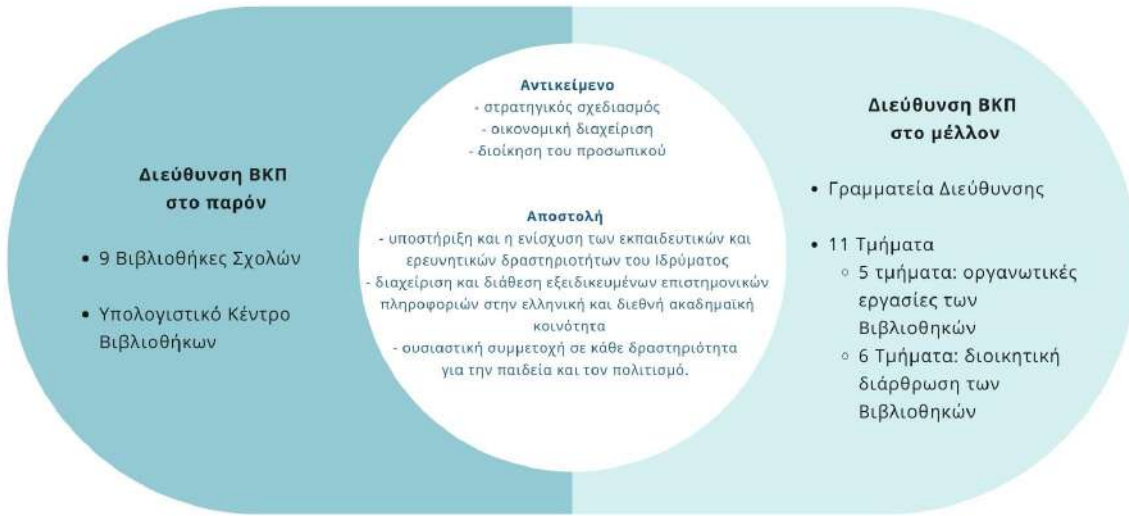 Διεύθυνση ΒΚΠ
στο παρόν
• 9 Βιβλιοθήκες Σχολών
• Υπολογιστικό Κέντρο
Βιβλιοθήκων
Αντικείμενο
- στρατηγικός σχεδιασμός
- οικονομική διαχείριση
- διοίκηση του προσωπικού
Αποστολή
- υποστήριξη και η ενίσχυση των εκπαιδευτικών και
ερευνητικών δραστηριοτήτων του Ιδρύματος
- διαχείριση και διάθεση εξειδικευμένων επιστημονικών
πληροφοριών στην ελληνική και διεθνή ακαδημαϊκή
κοινότητα
- ουσιαστική συμμετοχή σε κάθε δραστηριότητα
για την παιδεία και τον πολιτισμό.
Διεύθυνση ΒΚΠ
στο μέλλον
• Γραμματεία Διεύθυνσης
• 11 Τμήματα
◦ 5 τμήματα: οργανωτικές
εργασίες των
Βιβλιοθηκών
◦ 6 Τμήματα: διοικητική
διάρθρωση των
Βιβλιοθηκών